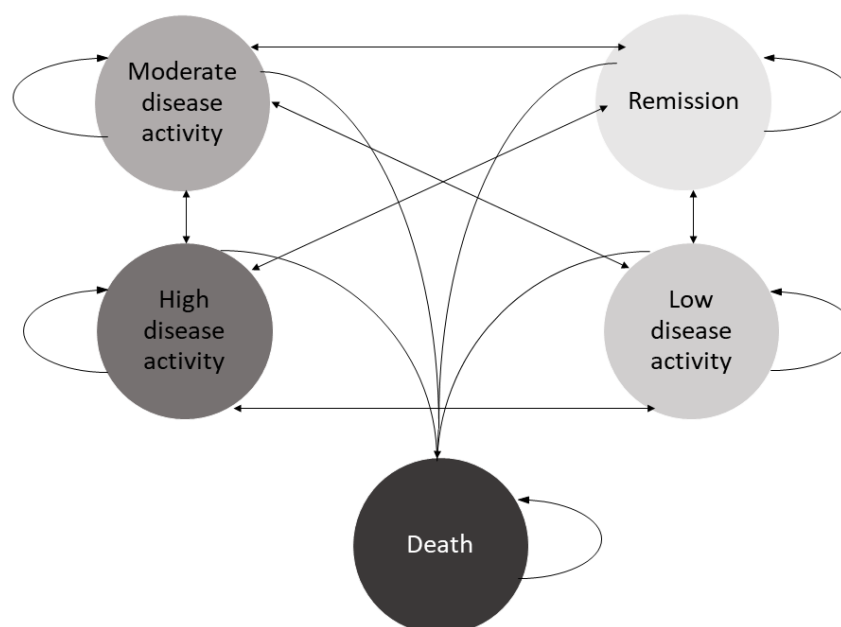 Moderate
disease
activity
Remission
High
disease
activity
Low
disease
activity
Death